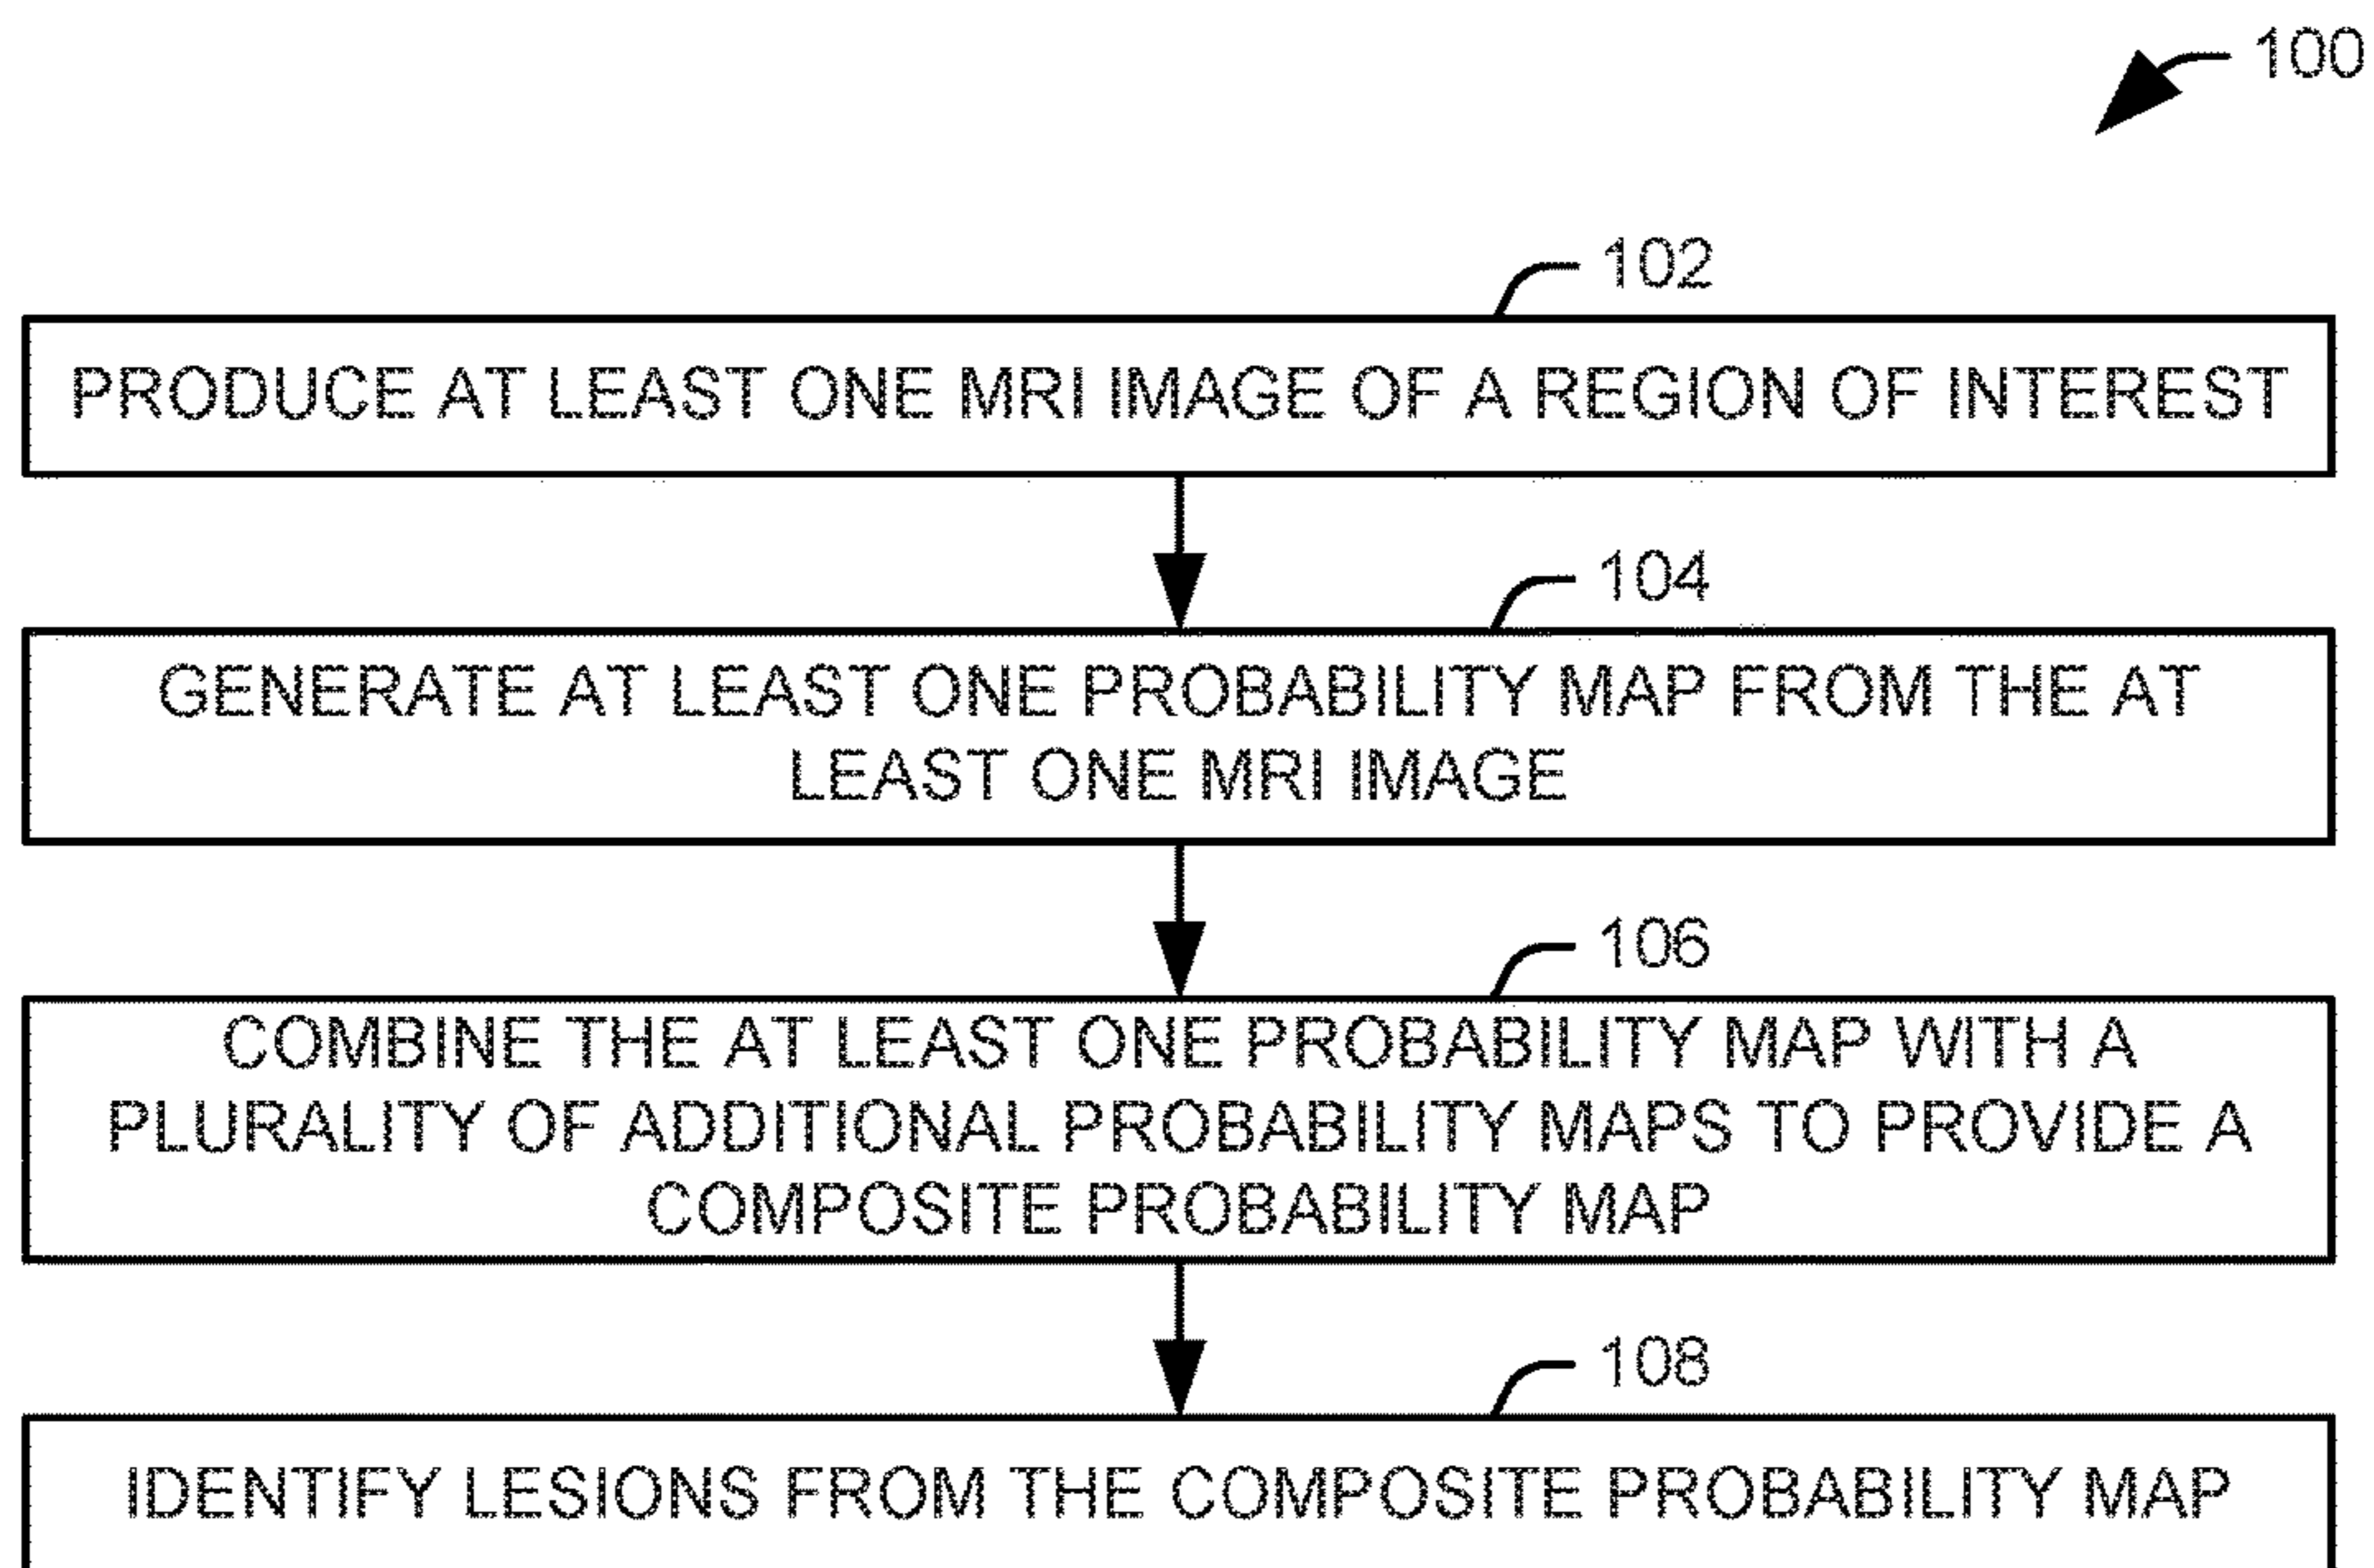 100
102
PRODUCE AT LEAST ONE MRI IMAGE OF A REGION OF INTEREST
104
GENERATE AT LEAST ONE PROBABILITY MAP FROM THE AT
LEAST ONE MRI IMAGE
106
COMBINE THE AT LEAST ONE PROBABILITY MAP WITH A
PLURALITY OF ADDITIONAL PROBABILITY MAPS TO PROVIDE A
COMPOSITE PROBABILITY MAP
108
IDENTIFY LESIONS FROM THE COMPOSITE PROBABILITY MAP